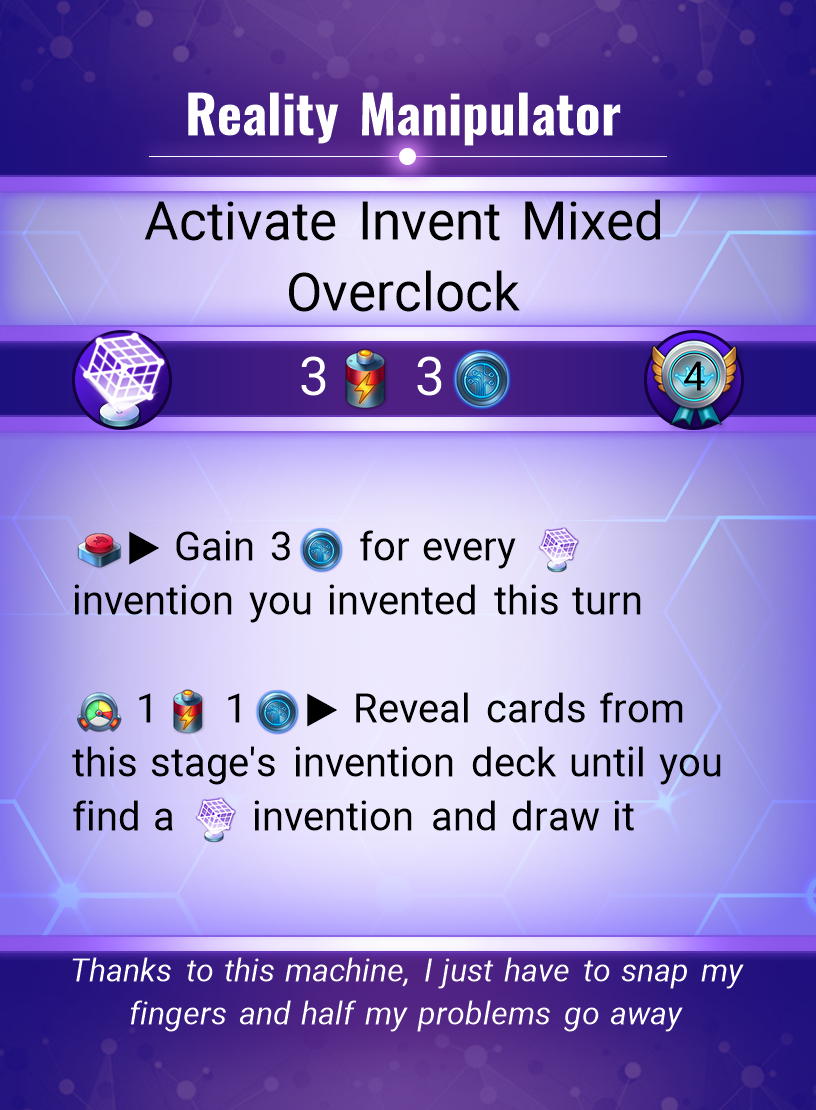 Reality Manipulator
Activate Invent Mixed
Overclock
3 3 4
▶ Gain 3 for every
invention you invented this turn
1 1 ▶ Reveal cards from
this stage's invention deck until you
find a invention and draw it
Thanks to this machine, I just have to snap my
fingers and half my problems go away